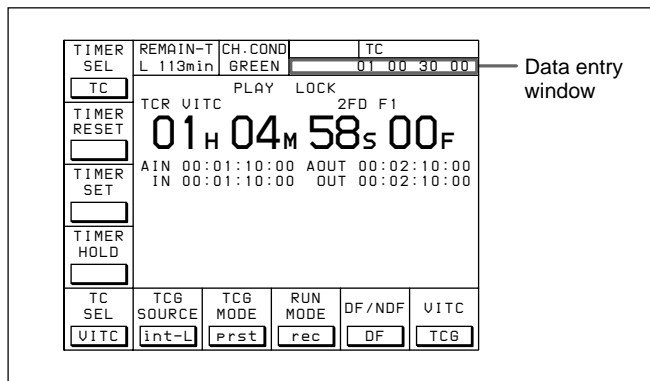 TIMER SEL
TC
REMAIN-T
L 113min
CH.COND
GREEN
TC
01 00 30 00
Data entry window
PLAY LOCK
TCR VITC 2FD F1
01H 04M 58S 00F
AIN 00:01:10:00 AOUT 00:02:10:00
IN 00:01:10:00 OUT 00:02:10:00
TIMER RESET
TIMER SET
TIMER HOLD
TC SEL
VITC
TCG SOURCE
int-L
TCG MODE
prst
RUN MODE
rec
DF/NDF
DF
VITC
TCG